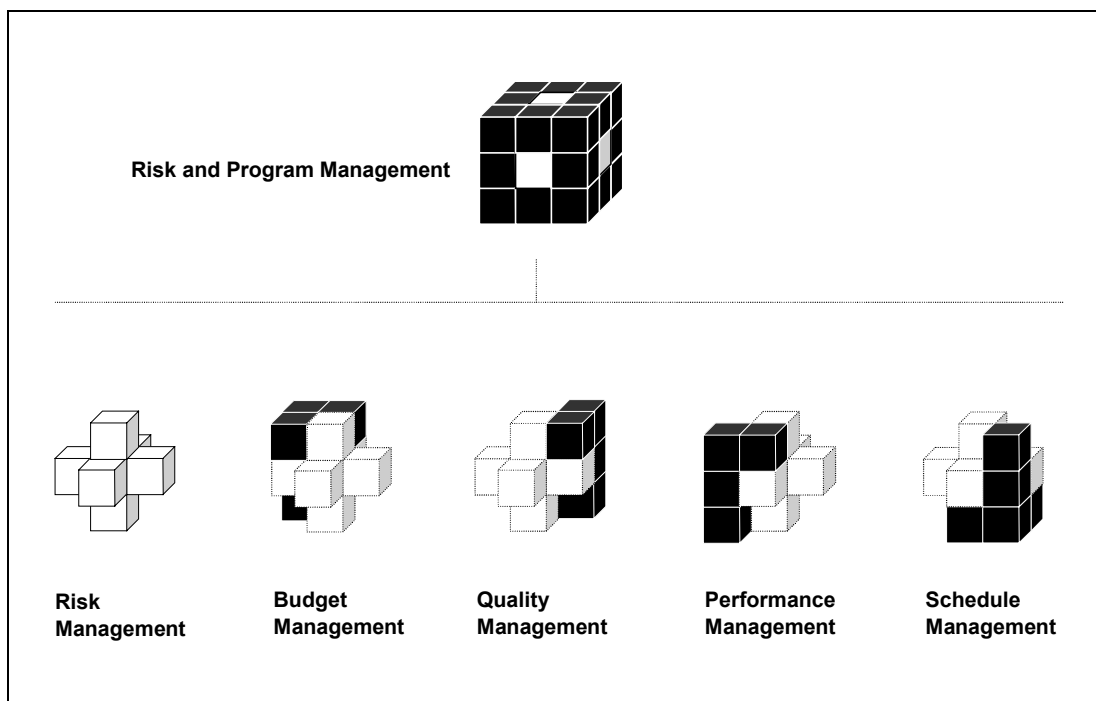 Risk and Program Management
Risk
Management
Budget
Management
Quality
Management
Performance
Management
Schedule
Management